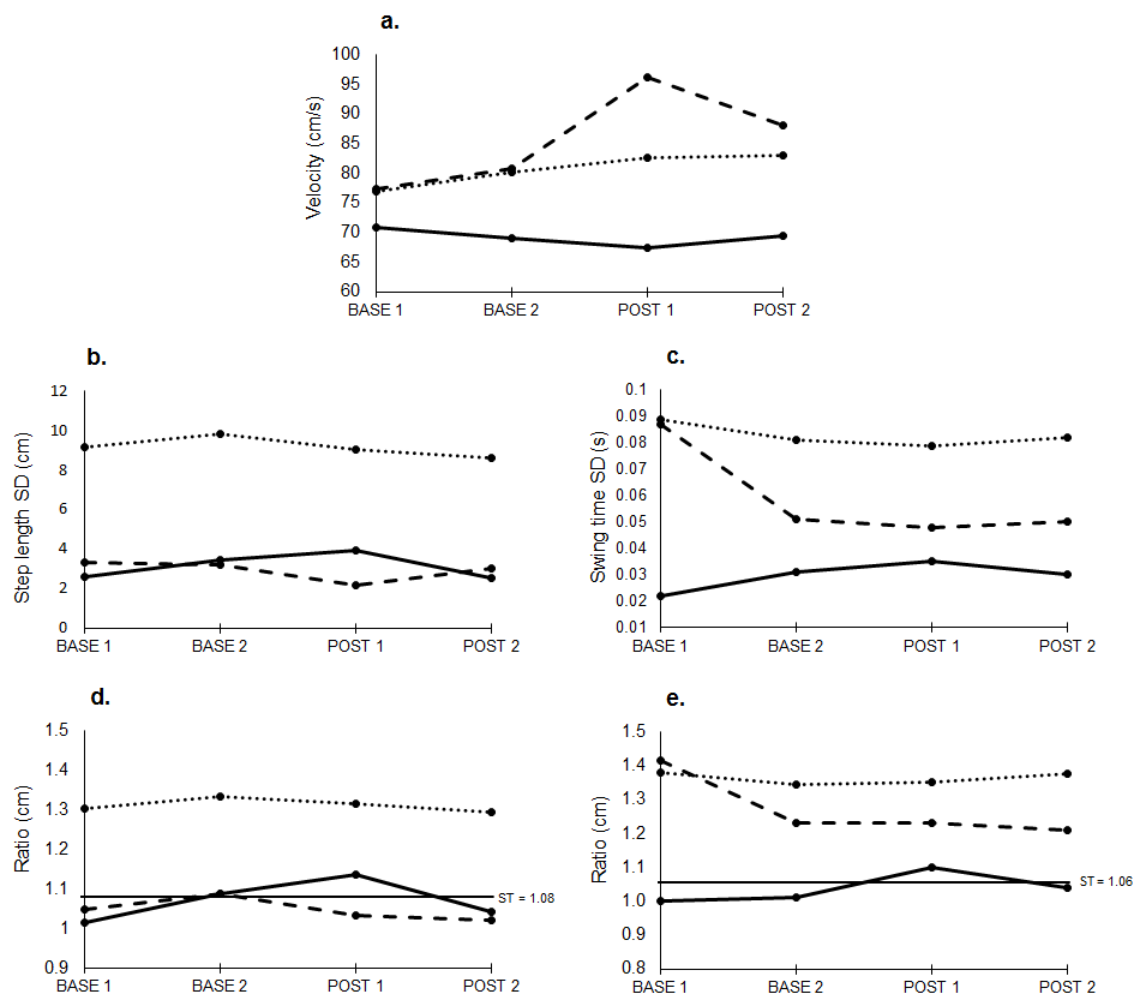 a.
Velocity (cm/s)
100
95
90
85
80
75
70
65
60
BASE 1
BASE 2
POST 1
POST 2
b.
Step length SD (cm)
12
10
8
6
4
2
0
BASE 1
BASE 2
POST 1
POST 2
c.
Swing time SD (s)
0.1
0.09
0.08
0.07
0.06
0.05
0.04
0.03
0.02
0.01
BASE 1
BASE 2
POST 1
POST 2
d.
Ratio (cm)
1.5
1.4
1.3
1.2
1.1
1
0.9
ST = 1.08
BASE 1
BASE 2
POST 1
POST 2
e.
Ratio (cm)
1.5
1.4
1.3
1.2
1.1
1.0
0.9
0.8
ST = 1.06
BASE 1
BASE 2
POST 1
POST 2